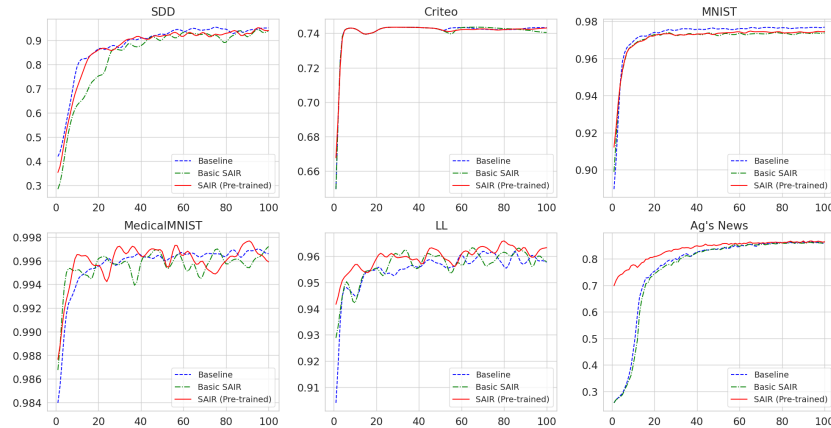 SDD
0.9
0.8
0.7
0.6
0.5
0.4
0.3
0 20 40 60 80 100
Baseline
Basic SAIR
SAIR (Pre-trained)
Criteo
0.74
0.72
0.70
0.68
0.66
0 20 40 60 80 100
Baseline
Basic SAIR
SAIR (Pre-trained)
MNIST
0.98
0.96
0.94
0.92
0.90
0 20 40 60 80 100
Baseline
Basic SAIR
SAIR (Pre-trained)
MedicalMNIST
0.998
0.996
0.994
0.992
0.990
0.988
0.986
0.984
0 20 40 60 80 100
Baseline
Basic SAIR
SAIR (Pre-trained)
LL
0.96
0.95
0.94
0.93
0.92
0.91
0 20 40 60 80 100
Baseline
Basic SAIR
SAIR (Pre-trained)
Ag's News
0.8
0.7
0.6
0.5
0.4
0.3
0 20 40 60 80 100
Baseline
Basic SAIR
SAIR (Pre-trained)